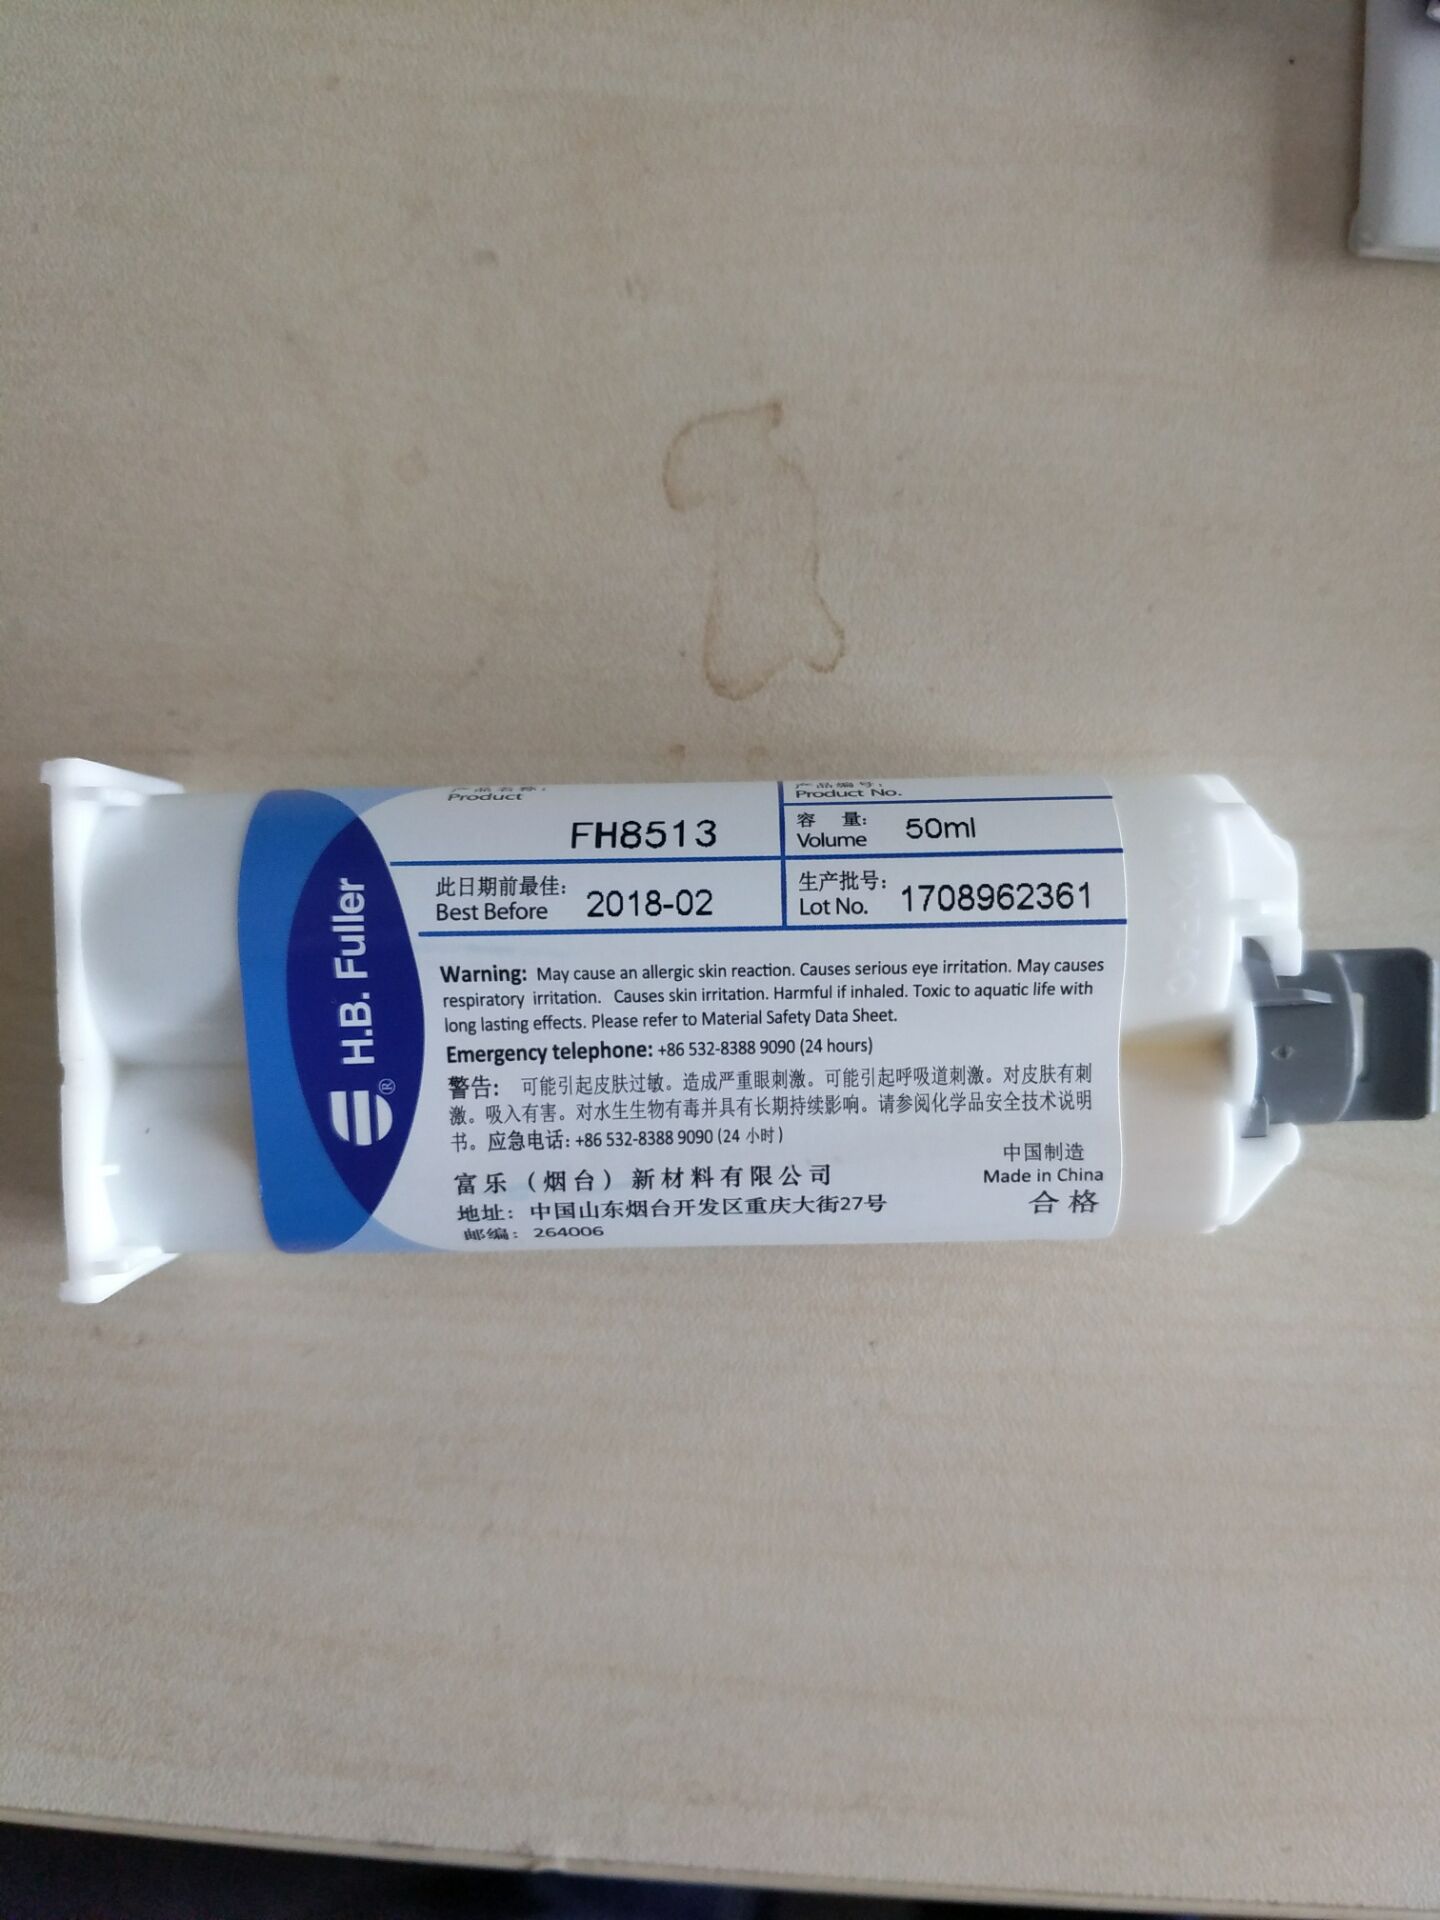 产品名称:
Product
FH8513
产品编号:
Product No.
容 量:
Volume
50ml
此日期前最佳:
Best Before
2018-02
生产批号:
Lot No.
1708962361
H.B. Fuller
®
Warning: May cause an allergic skin reaction. Causes serious eye irritation. May causes
respiratory irritation. Causes skin irritation. Harmful if inhaled. Toxic to aquatic life with
long lasting effects. Please refer to Material Safety Data Sheet.
Emergency telephone: +86 532-8388 9090 (24 hours)
警告: 可能引起皮肤过敏。造成严重眼刺激。可能引起呼吸道刺激。对皮肤有刺
激。吸入有害。对水生生物有毒并具有长期持续影响。请参阅化学品安全技术说明
书。应急电话: +86 532-8388 9090 (24 小时)
富乐（烟台）新材料有限公司
地址: 中国山东烟台开发区重庆大街27号
邮编: 264006
中国制造
Made in China
合格